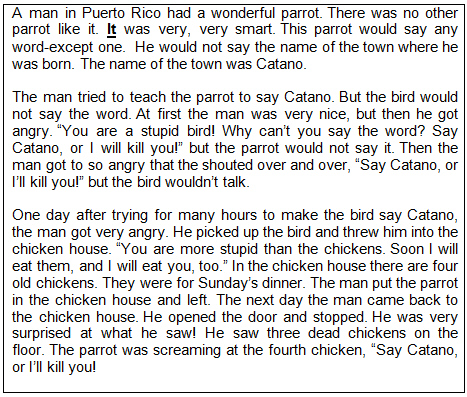 A man in Puerto Rico had a wonderful parrot. There was no other
parrot like it. It was very, very smart. This parrot would say any
word-except one. He would not say the name of the town where he
was born. The name of the town was Catano.
The man tried to teach the parrot to say Catano. But the bird would
not say the word. At first the man was very nice, but then he got
angry. “You are a stupid bird! Why can’t you say the word? Say
Catano, or I will kill you!” but the parrot would not say it. Then the
man got to so angry that the shouted over and over, “Say Catano, or
I’ll kill you!” but the bird wouldn’t talk.
One day after trying for many hours to make the bird say Catano,
the man got very angry. He picked up the bird and threw him into the
chicken house. “You are more stupid than the chickens. Soon I will
eat them, and I will eat you, too.” In the chicken house there are four
old chickens. They were for Sunday’s dinner. The man put the parrot
in the chicken house and left. The next day the man came back to
the chicken house. He opened the door and stopped. He was very
surprised at what he saw! He saw three dead chickens on the
floor. The parrot was screaming at the fourth chicken, “Say Catano,
or I’ll kill you!